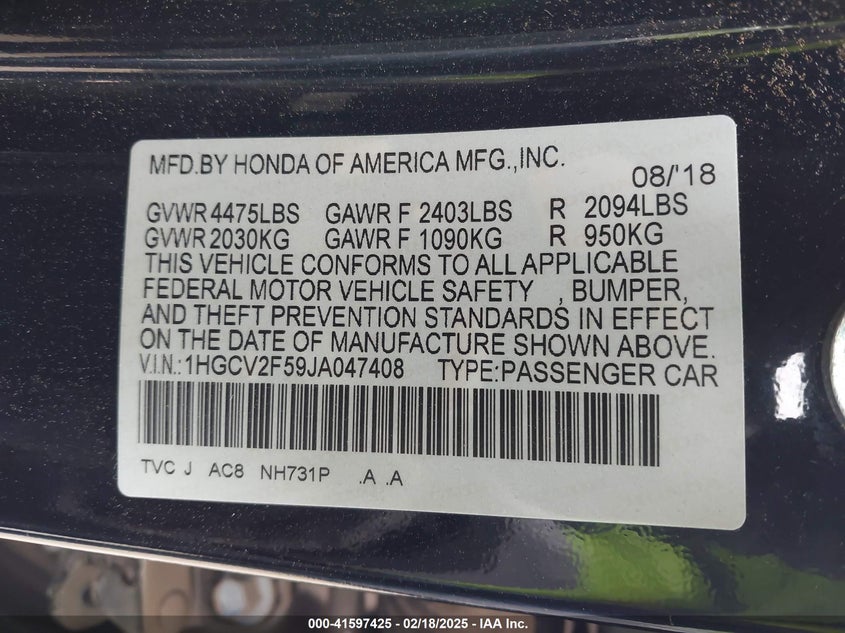 MFD.BY HONDA OF AMERICA MFG.,INC.
08/'18
GVWR 4475LBS GAWR F 2403LBS R 2094LBS
GVWR 2030KG GAWR F 1090KG R 950KG
THIS VEHICLE CONFORMS TO ALL APPLICABLE
FEDERAL MOTOR VEHICLE SAFETY , BUMPER,
AND THEFT PREVENTION STANDARDS IN EFFECT
ON THE DATE OF MANUFACTURE SHOWN ABOVE.
V.I.N.:1HGCV2F59JA047408 TYPE:PASSENGER CAR
TVC J AC8 NH731P .A .A
000-41597425 – 02/18/2025 - IAA Inc.